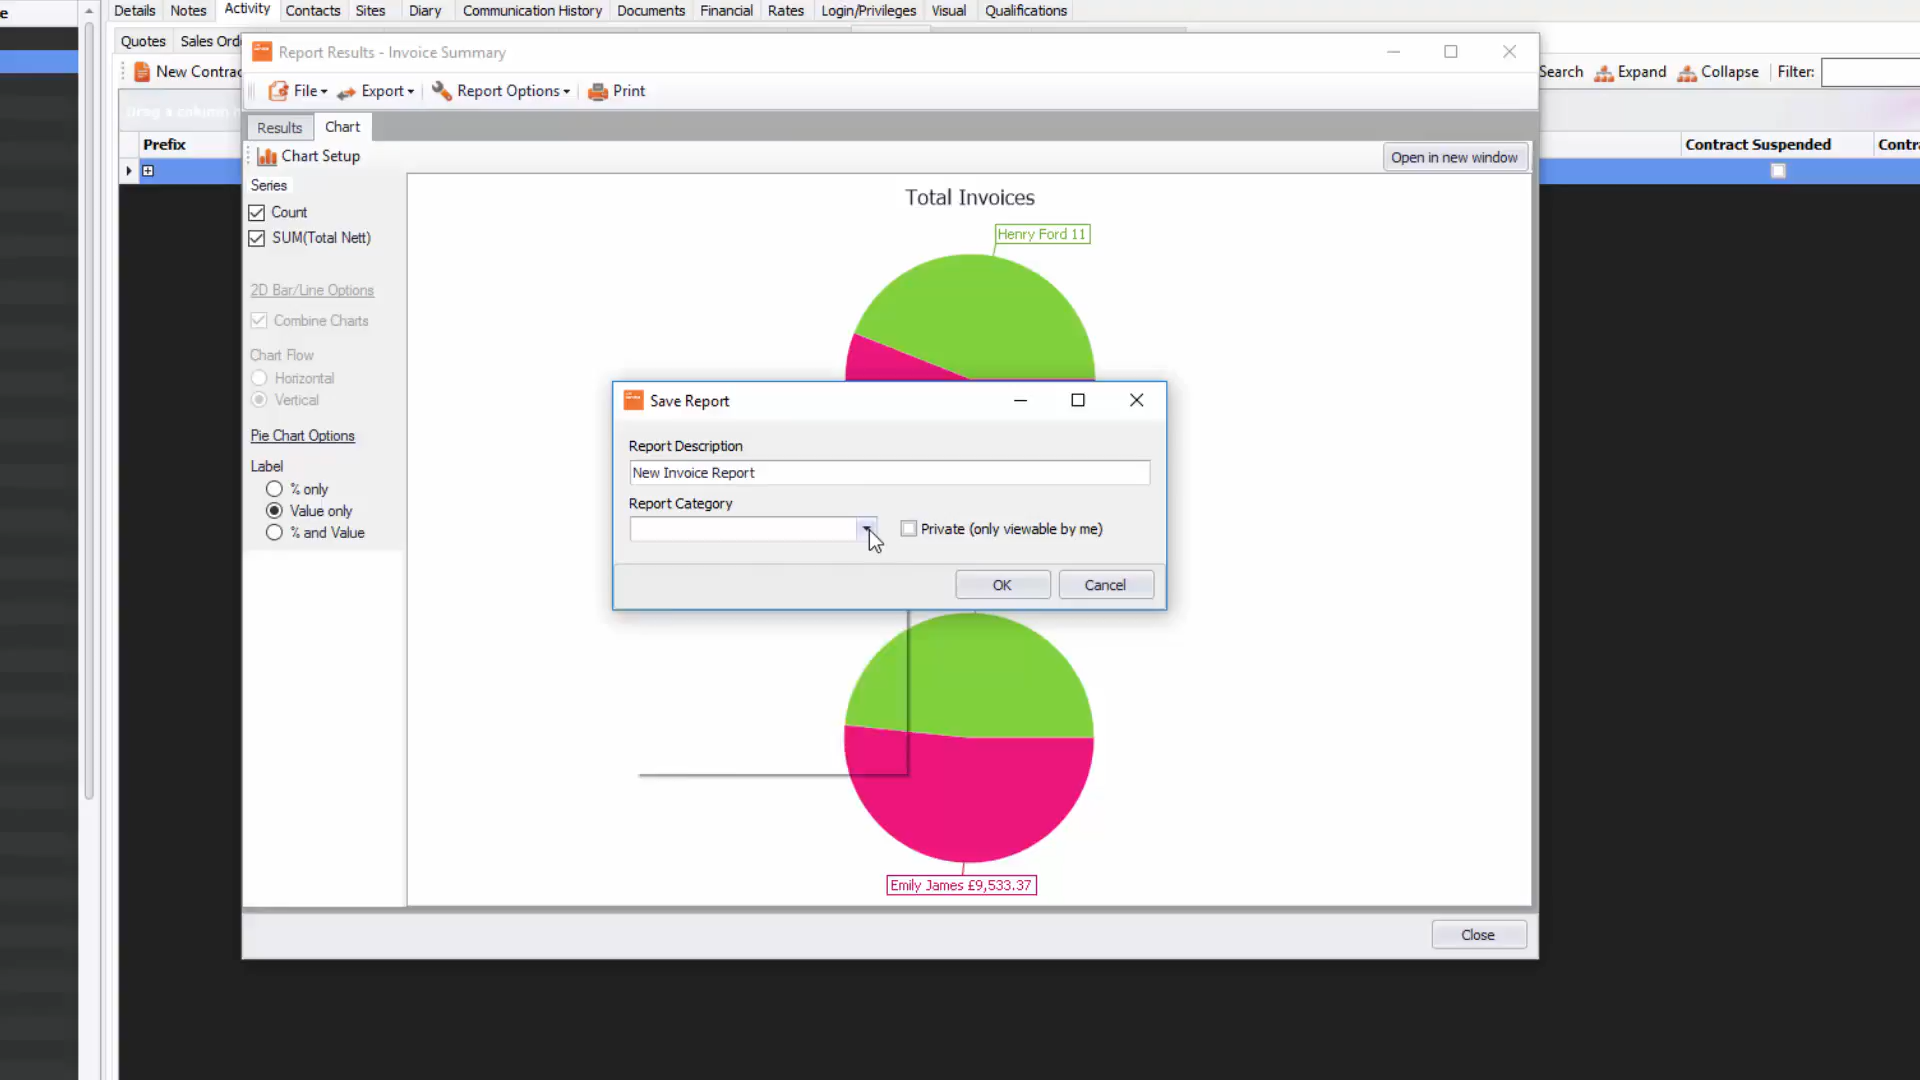 e
Details Notes Activity Contacts Sites Diary Communication History Documents Financial Rates Login/Privileges Visual Qualifications
Quotes Sales Ord
Report Results - Invoice Summary
New Contrac
Search Expand Collapse Filter:
File Export Report Options Print
Drag a column
Results Chart
Prefix
Contract Suspended Contra
Chart Setup
Open in new window
Series
Total Invoices
Count
SUM(Total Nett)
Henry Ford 11
2D Bar/Line Options
Combine Charts
Chart Flow
Horizontal
Vertical
Pie Chart Options
Label
% only
Value only
% and Value
Save Report
Report Description
New Invoice Report
Report Category
Private (only viewable by me)
OK Cancel
Emily James £9,533.37
Close